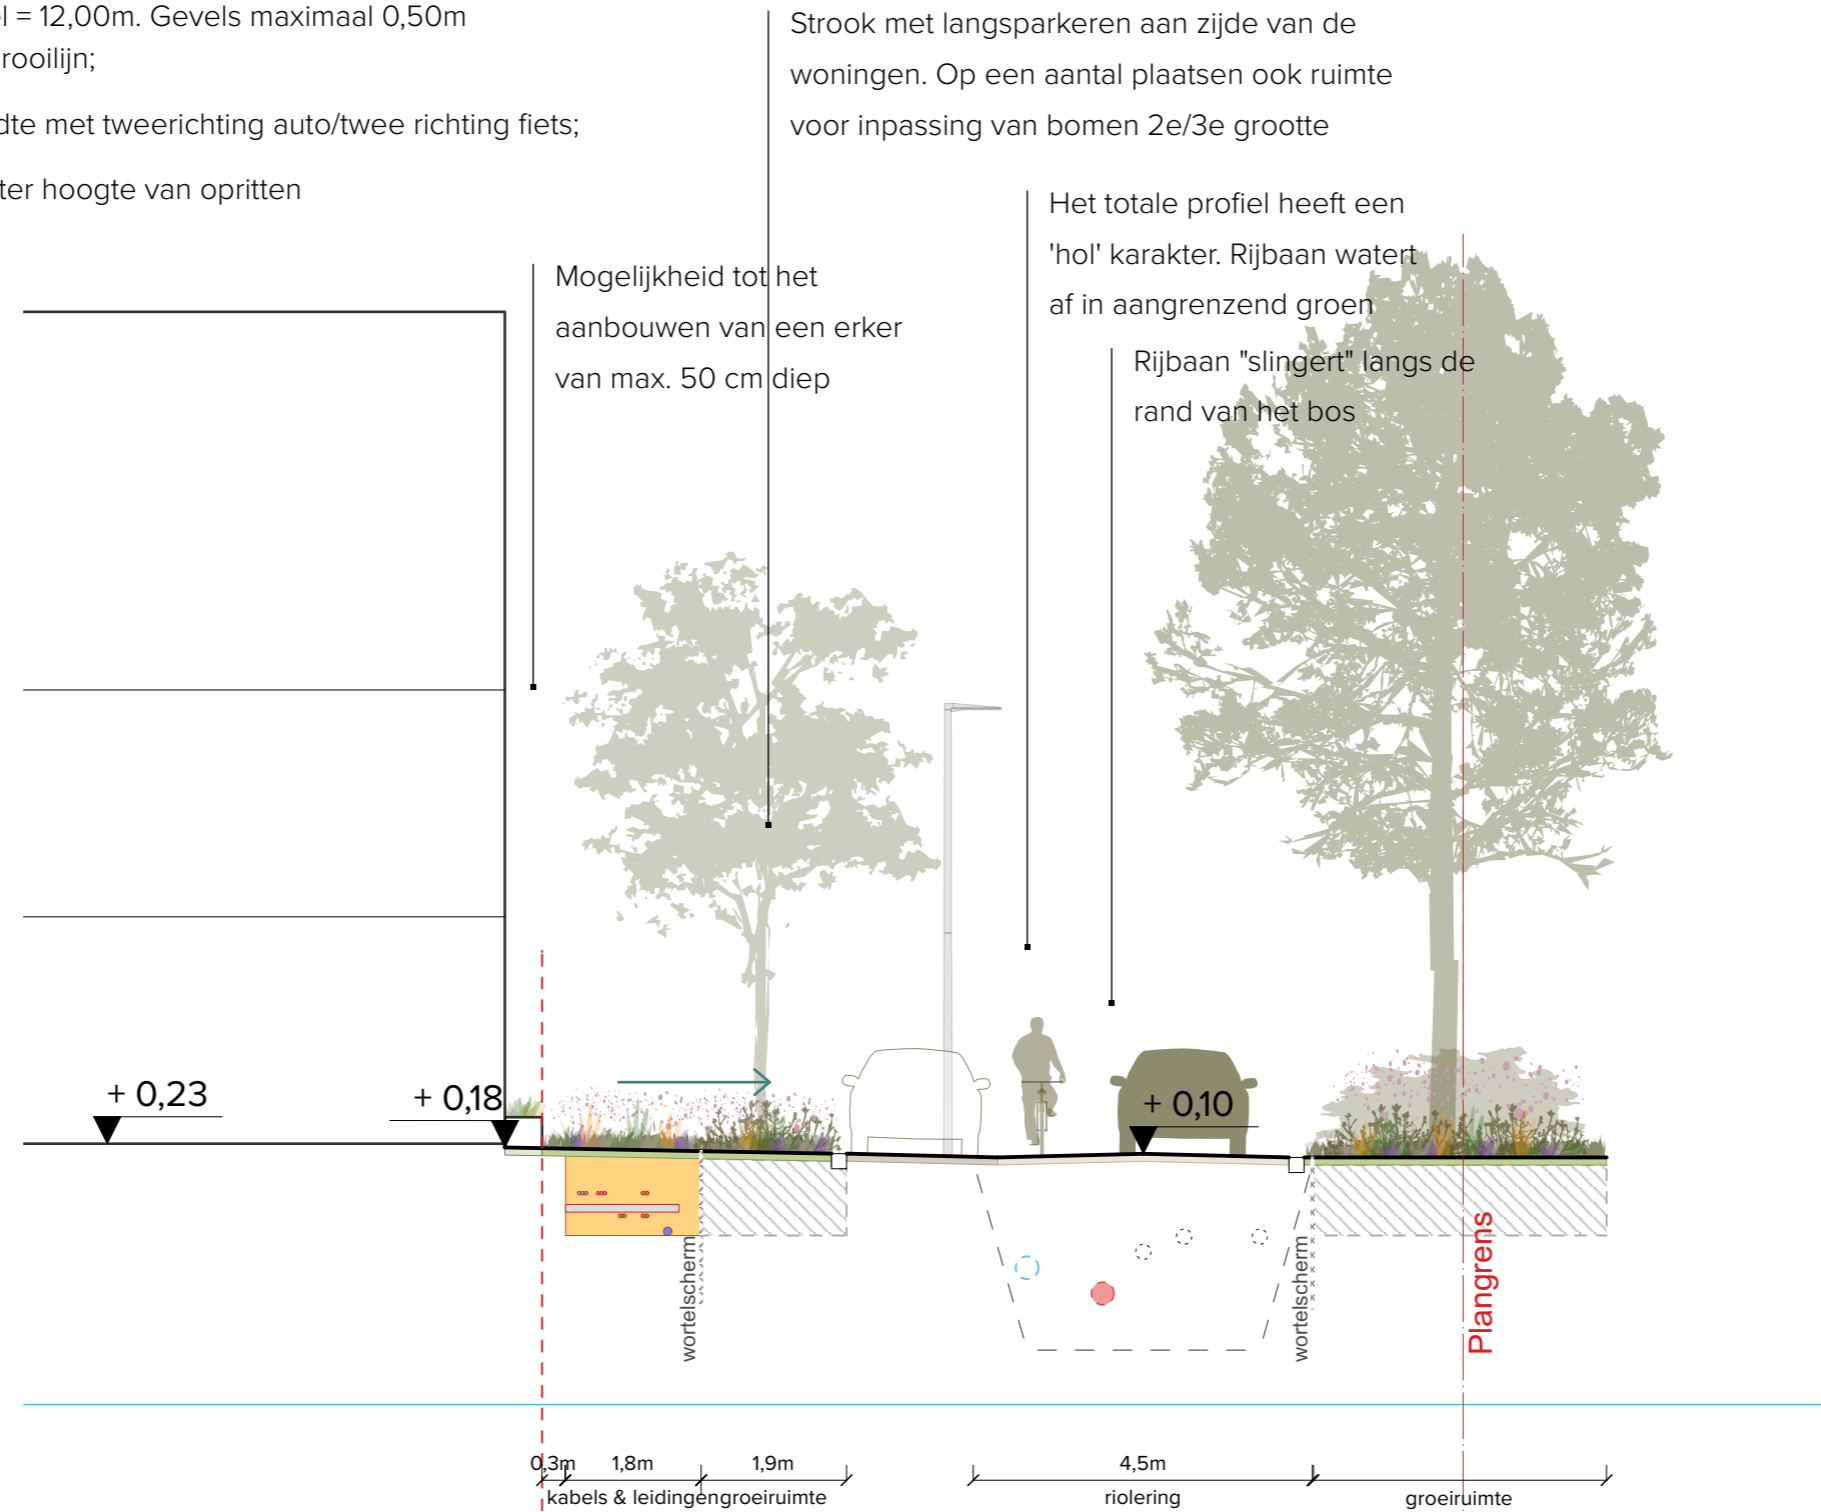 l = 12,00m. Gevels maximaal 0,50m
rooilijn;
dte met tweerichting auto/twee richting fiets;
ter hoogte van opritten
Strook met langsparkeren aan zijde van de
woningen. Op een aantal plaatsen ook ruimte
voor inpassing van bomen 2e/3e grootte
Het totale profiel heeft een
'hol' karakter. Rijbaan watert
af in aangrenzend groen
Mogelijkheid tot het
aanbouwen van een erker
van max. 50 cm diep
Rijbaan "slingert" langs de
rand van het bos
+ 0,23
+ 0,18
+ 0,10
wortelscherm
wortelscherm
Plangrens
0,3m
1,8m
1,9m
4,5m
kabels & leidingen
groeiruimte
riolering
groeiruimte